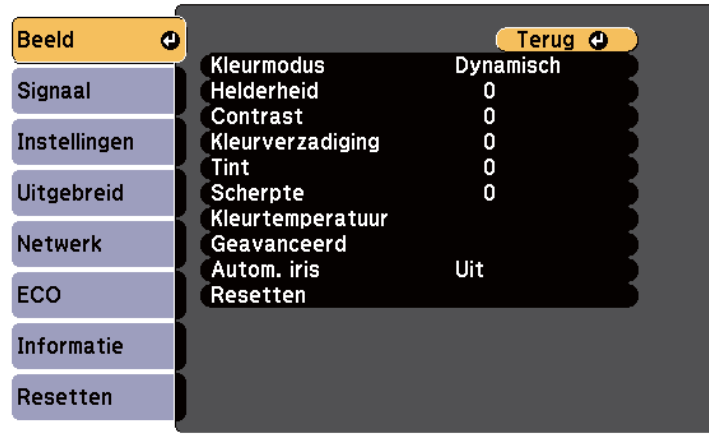 Beeld
Signaal
Instellingen
Uitgebreid
Netwerk
ECO
Informatie
Resetten
Terug
Kleurmodus Dynamisch
Helderheid 0
Contrast 0
Kleurverzadiging 0
Tint 0
Scherpte 0
Kleurtemperatuur
Geavanceerd
Autom. iris Uit
Resetten